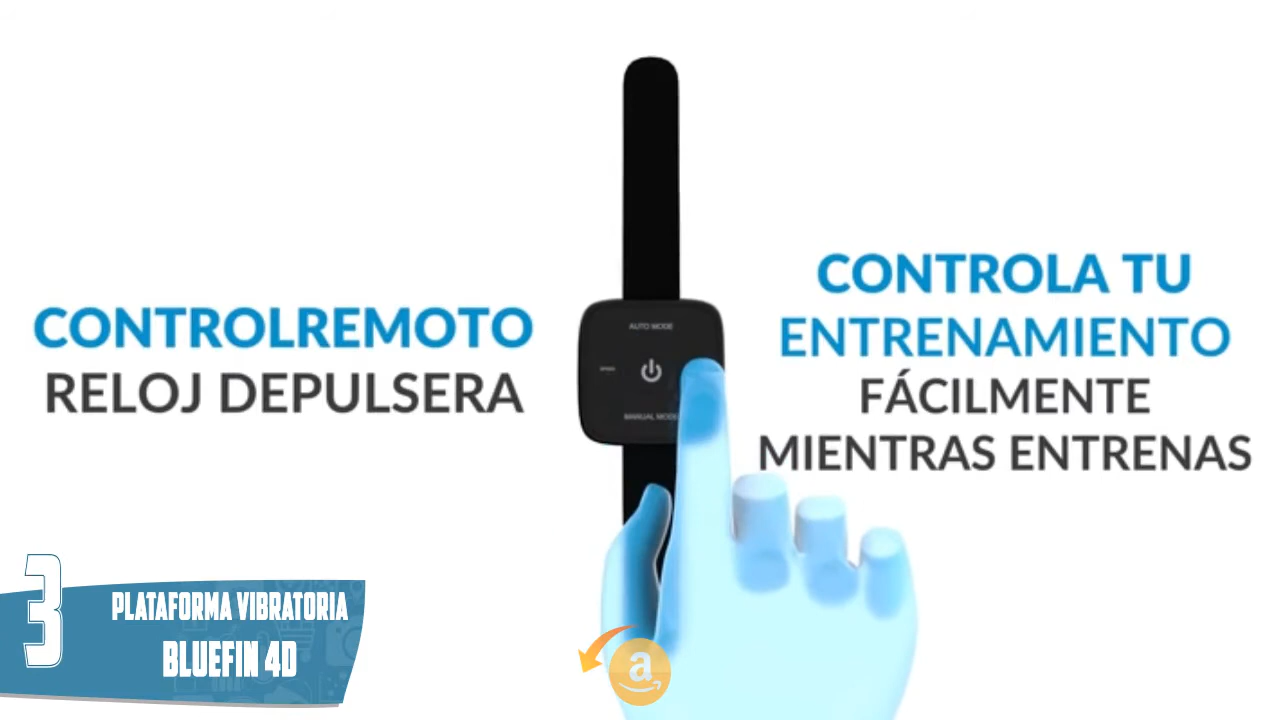 CONTROLREMOTO
RELOJ DEPULSERA
AUTO MODE
MANUAL MODE
CONTROLA TU
ENTRENAMIENTO
FÁCILMENTE
MIENTRAS ENTRENAS
3
PLATAFORMA VIBRATORIA
BLUEFIN 4D
a